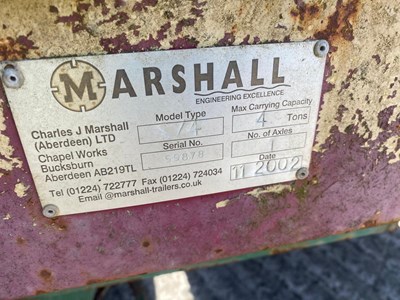 MARSHALL
ENGINEERING EXCELLENCE
Charles J Marshall
(Aberdeen) LTD
Chapel Works
Bucksburn
Aberdeen AB219TL
Model Type
Serial No.
Max Carrying Capacity
4 Tons
No. of Axles
1
Date
11 2002
Tel (01224) 722777 Fax (01224) 724034
Email @marshall-trailers.co.uk